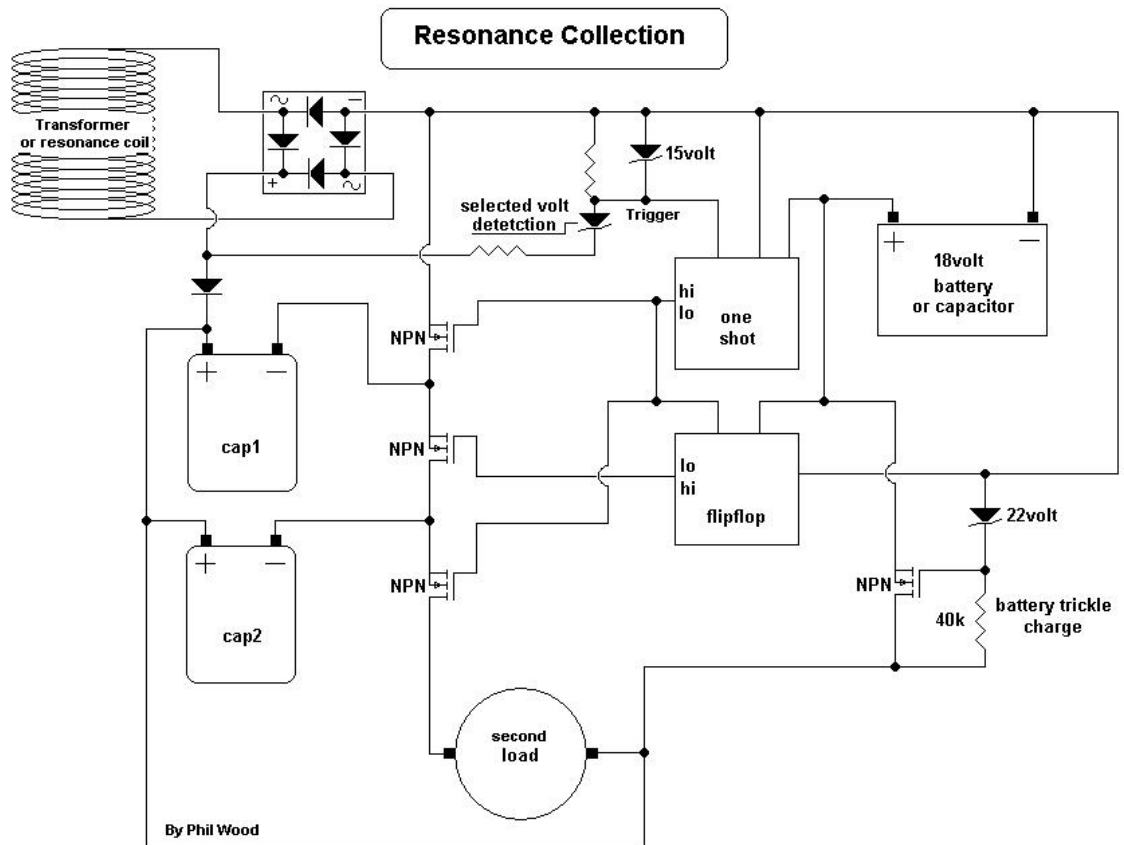 Resonance Collection
Transformer
or resonance coil
~
−
+
~
15volt
selected volt
detetction
Trigger
+
−
18volt
battery
or capacitor
hi
lo
one
shot
NPN
+
−
cap1
NPN
lo
hi
flipflop
22volt
+
−
cap2
NPN
NPN
40k
battery trickle
charge
second
load
By Phil Wood